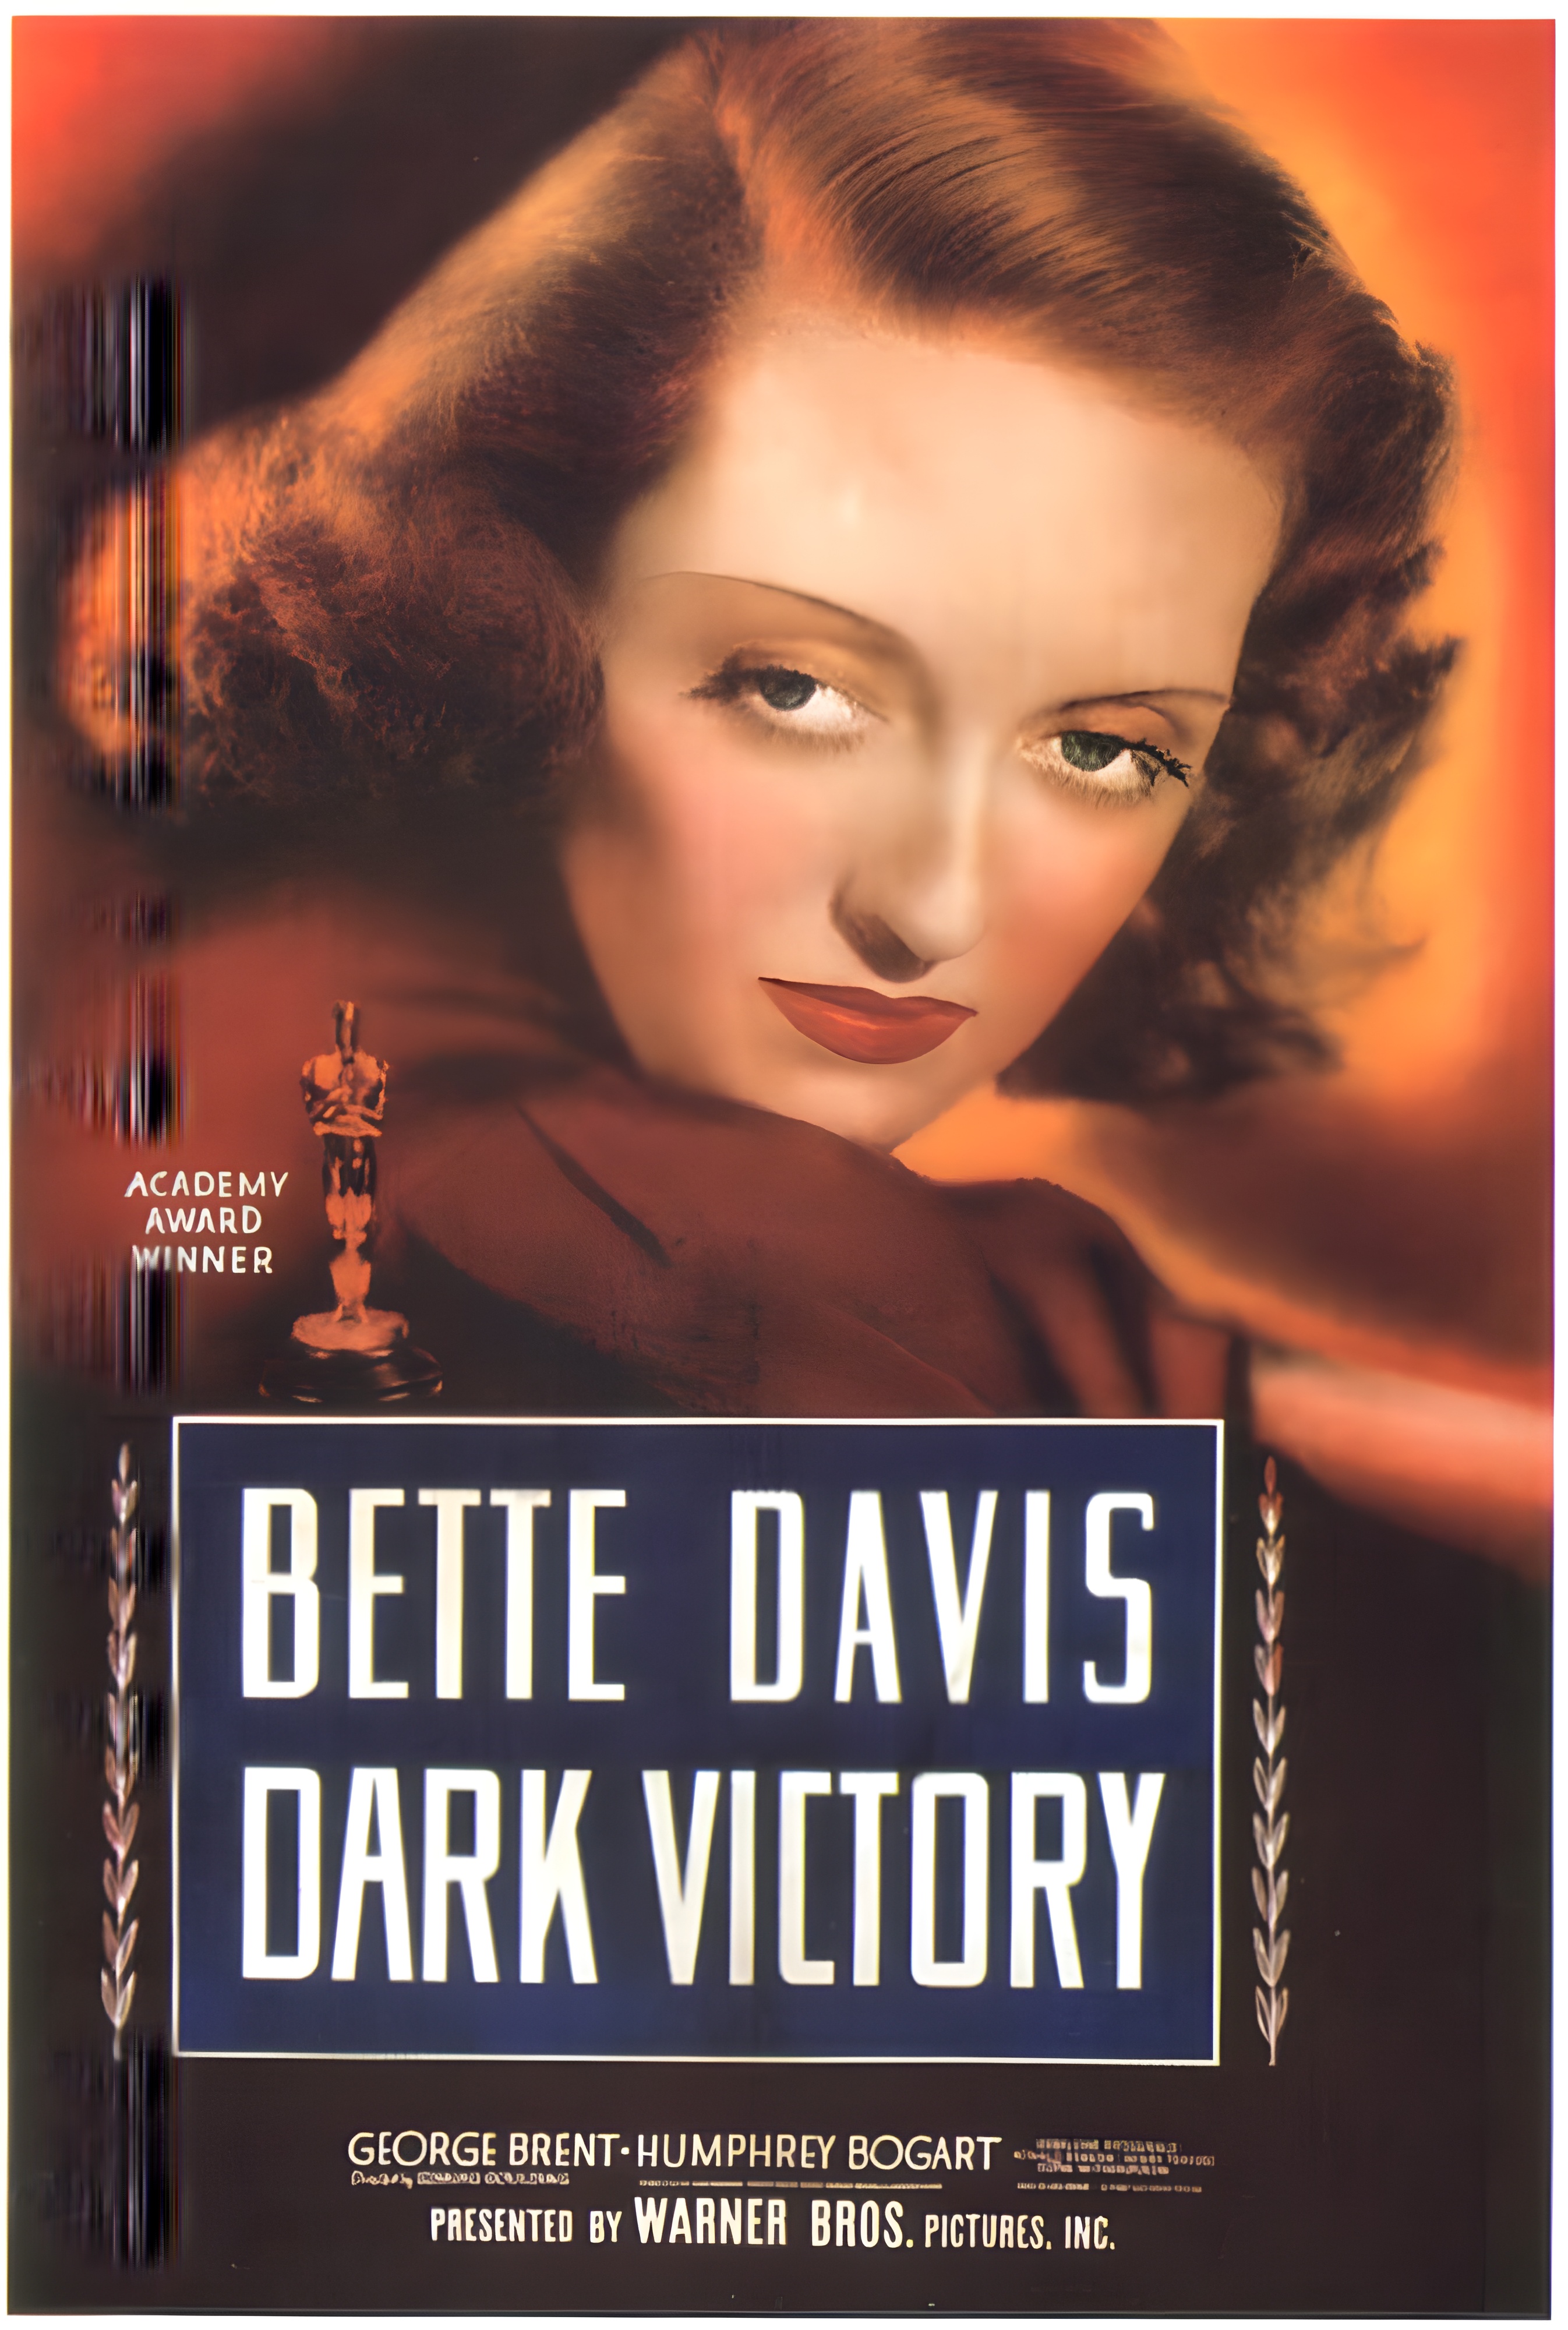 ACADEMY
AWARD
WINNER
BETTE DAVIS
DARK VICTORY
GEORGE BRENT · HUMPHREY BOGART
PRESENTED BY WARNER BROS. PICTURES, INC.